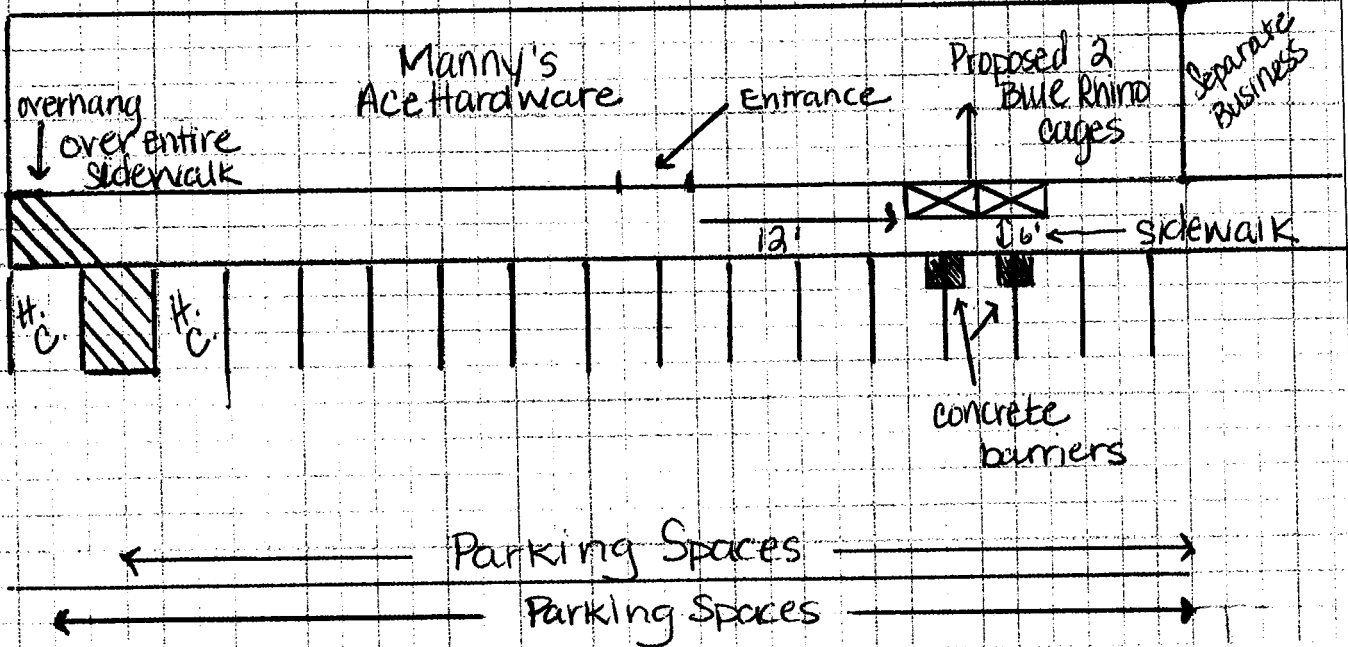 Manny's
Ace Hardware
overhang
over Entire
sidewalk
Entrance
Proposed 2
Blue Rhino
cages
Separate
Business
12'
6'
sidewalk
H.
C.
H.
C.
concrete
barriers
Parking Spaces
Parking Spaces